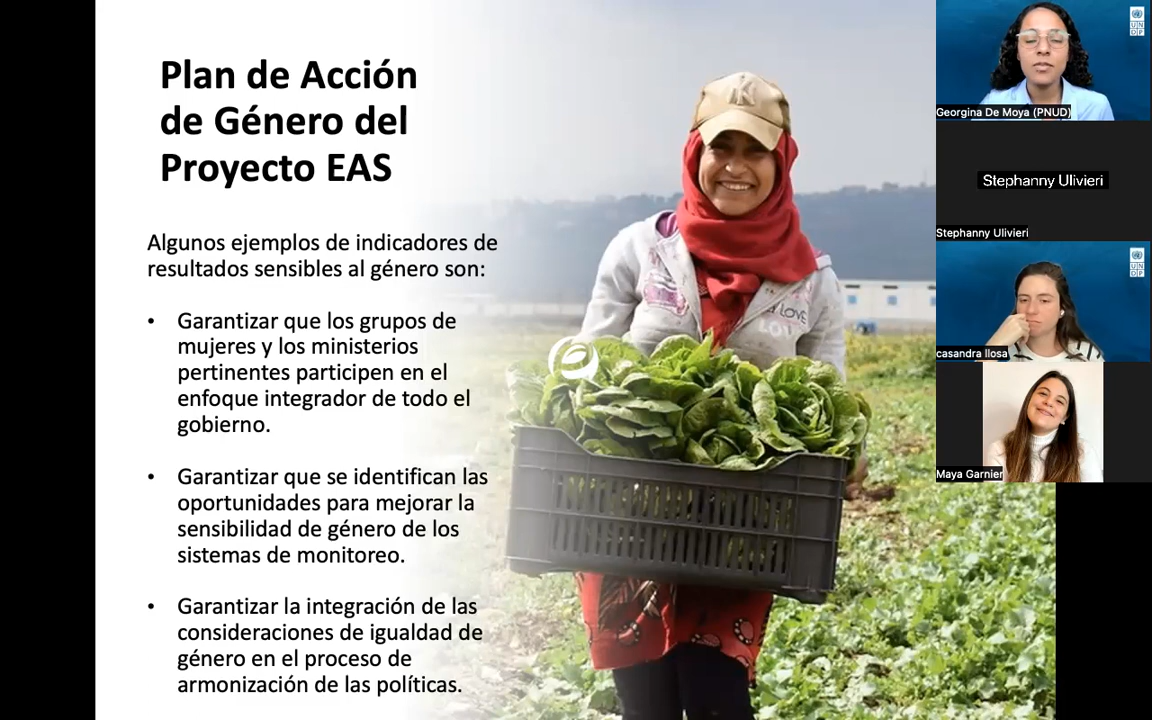 Plan de Acción
de Género del
Proyecto EAS
Algunos ejemplos de indicadores de
resultados sensibles al género son:
• Garantizar que los grupos de
mujeres y los ministerios
pertinentes participen en el
enfoque integrador de todo el
gobierno.
• Garantizar que se identifican las
oportunidades para mejorar la
sensibilidad de género de los
sistemas de monitoreo.
• Garantizar la integración de las
consideraciones de igualdad de
género en el proceso de
armonización de las políticas.
LOVE
U N
D P
Georgina De Moya (PNUD)
Stephanny Ulivieri
Stephanny Ulivieri
U N
D P
casandra llosa
Maya Garnier